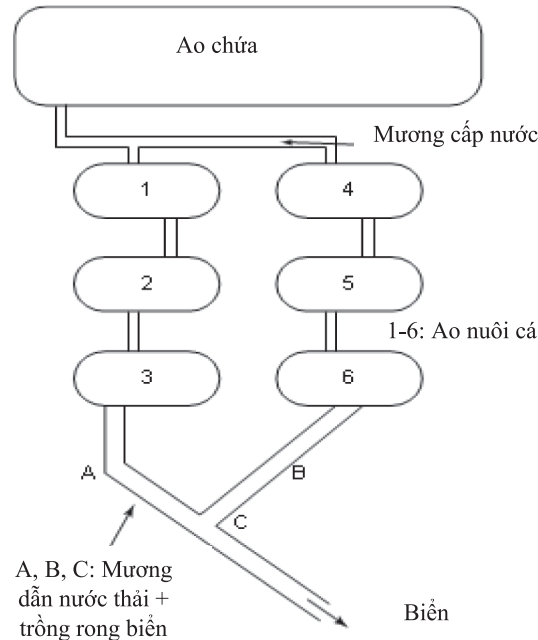 Ao chứa
Mương cấp nước
1
4
2
5
1-6: Ao nuôi cá
3
6
A
B
C
A, B, C: Mương
dẫn nước thải +
trồng rong biển
Biển